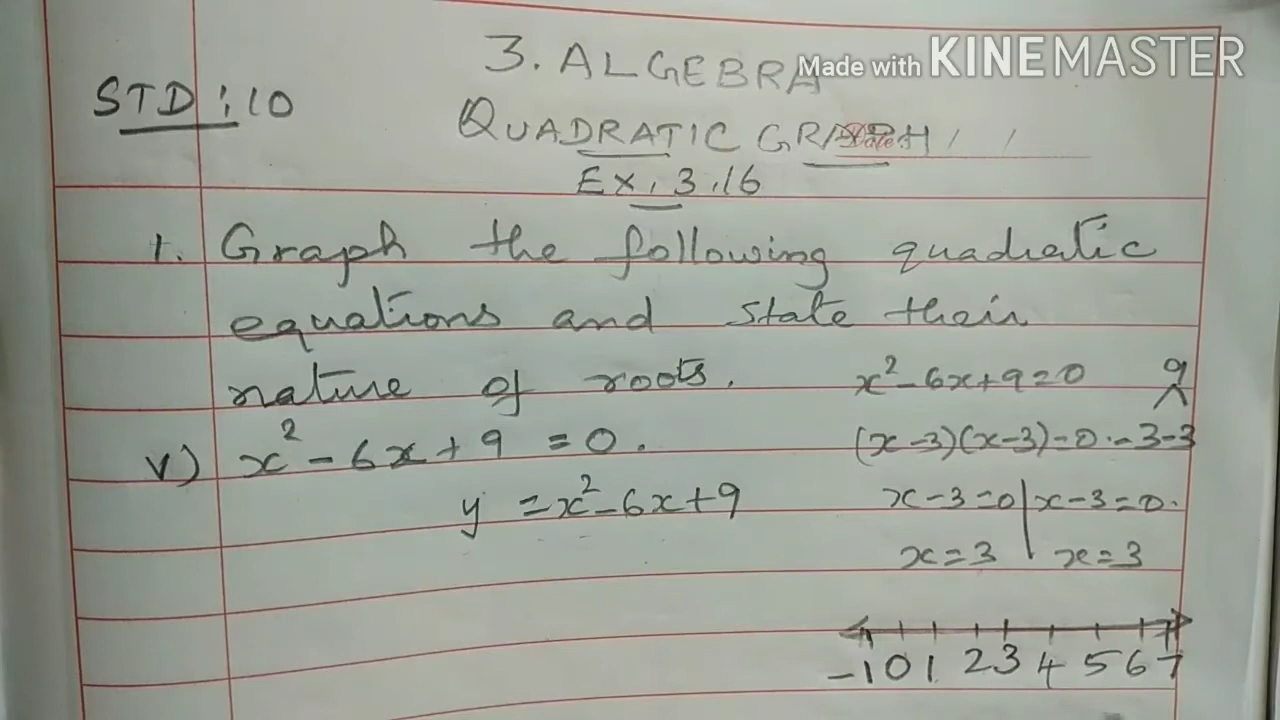 3. ALGEBRA
Made with KINEMASTER
STD : 10
QUADRATIC GRAPH
Date : / /
Ex. 3.16
1. Graph the following quadratic
equations and state their
nature of roots.
x² - 6x + 9 = 0 9
v) x² - 6x + 9 = 0.
(x - 3)(x - 3) = 0. -3 -3
y = x² - 6x + 9
x - 3 = 0 | x - 3 = 0.
x = 3 | x = 3
-1 0 1 2 3 4 5 6 7